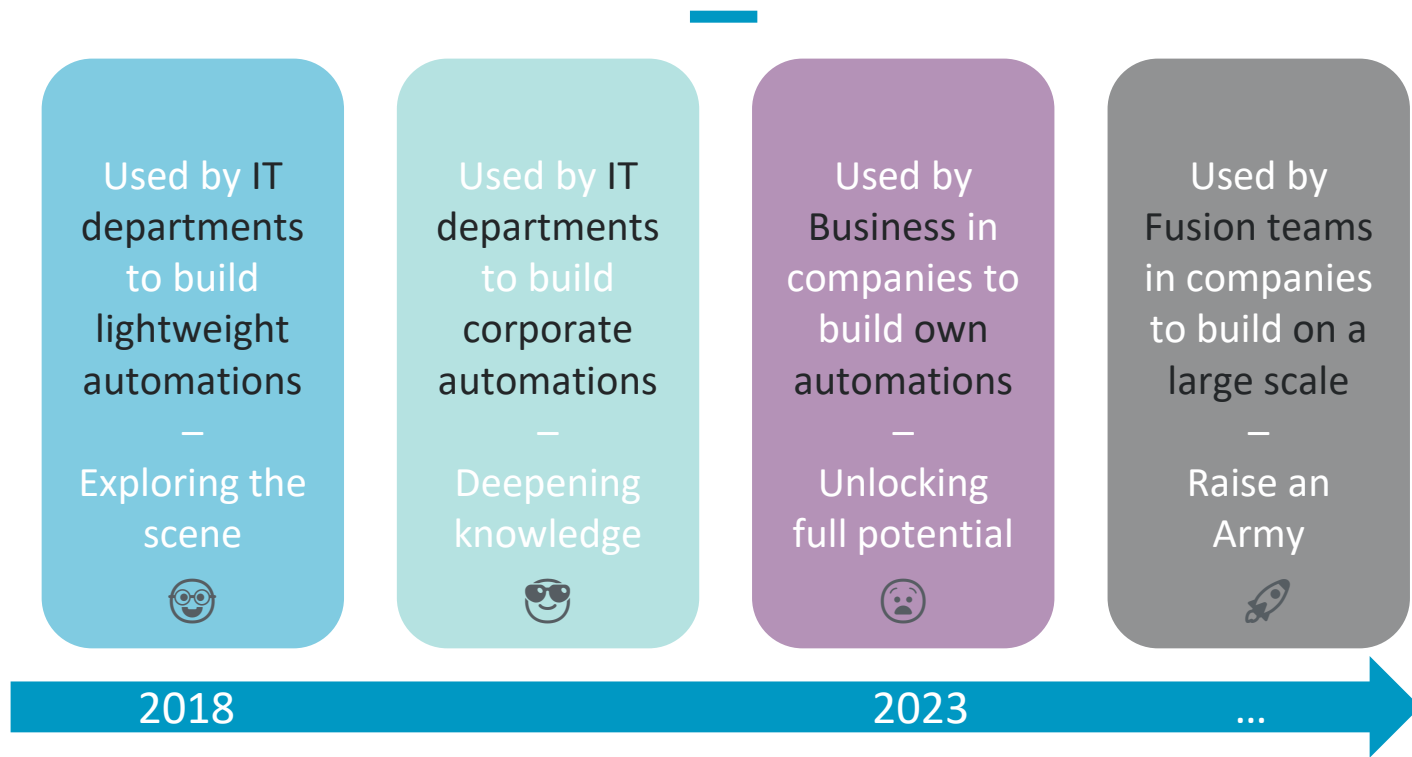 Used by IT
departments
to build
lightweight
automations
–
Exploring the
scene
Used by IT
departments
to build
corporate
automations
–
Deepening
knowledge
Used by
Business in
companies to
build own
automations
–
Unlocking
full potential
Used by
Fusion teams
in companies
to build on a
large scale
–
Raise an
Army
2018
2023
...